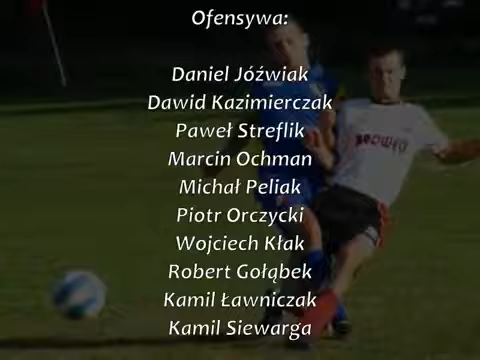 Ofensywa:
Daniel Jóźwiak
Dawid Kazimierczak
Paweł Streflik
Marcin Ochman
Michał Peliak
Piotr Orczycki
Wojciech Kłak
Robert Gołąbek
Kamil Ławniczak
Kamil Siewarga